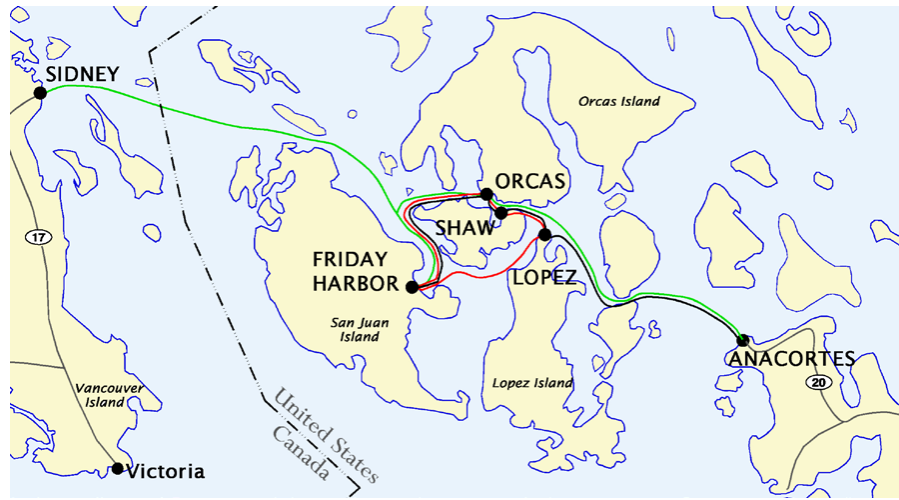 SIDNEY
Orcas Island
ORCAS
SHAW
17
FRIDAY
HARBOR
LOPEZ
San Juan
Island
ANACORTES
Vancouver
Island
Lopez Island
20
United States
Canada
Victoria